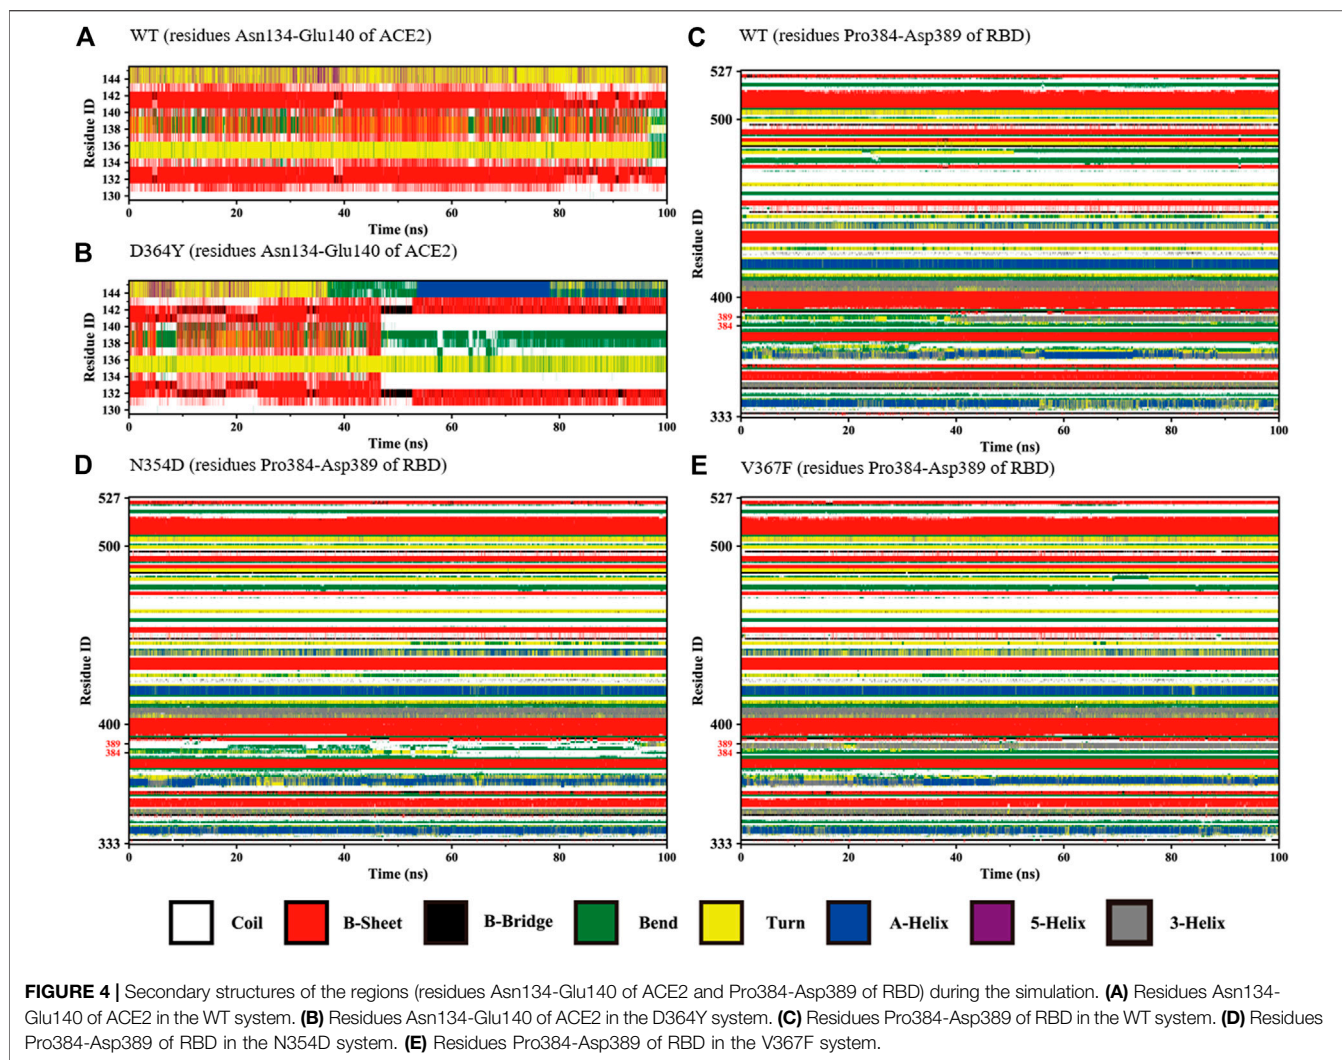 A WT (residues Asn134-Glu140 of ACE2)
Residue ID
144
142
140
138
136
134
132
130
0 20 40 60 80 100
Time (ns)
B D364Y (residues Asn134-Glu140 of ACE2)
Residue ID
144
142
140
138
136
134
132
130
0 20 40 60 80 100
Time (ns)
C WT (residues Pro384-Asp389 of RBD)
Residue ID
527
500
400
389
384
333
0 20 40 60 80 100
Time (ns)
D N354D (residues Pro384-Asp389 of RBD)
Residue ID
527
500
400
389
384
333
0 20 40 60 80 100
Time (ns)
E V367F (residues Pro384-Asp389 of RBD)
Residue ID
527
500
400
389
384
333
0 20 40 60 80 100
Time (ns)
Coil B-Sheet B-Bridge Bend Turn A-Helix 5-Helix 3-Helix
FIGURE 4 | Secondary structures of the regions (residues Asn134-Glu140 of ACE2 and Pro384-Asp389 of RBD) during the simulation. (A) Residues Asn134-
Glu140 of ACE2 in the WT system. (B) Residues Asn134-Glu140 of ACE2 in the D364Y system. (C) Residues Pro384-Asp389 of RBD in the WT system. (D) Residues
Pro384-Asp389 of RBD in the N354D system. (E) Residues Pro384-Asp389 of RBD in the V367F system.